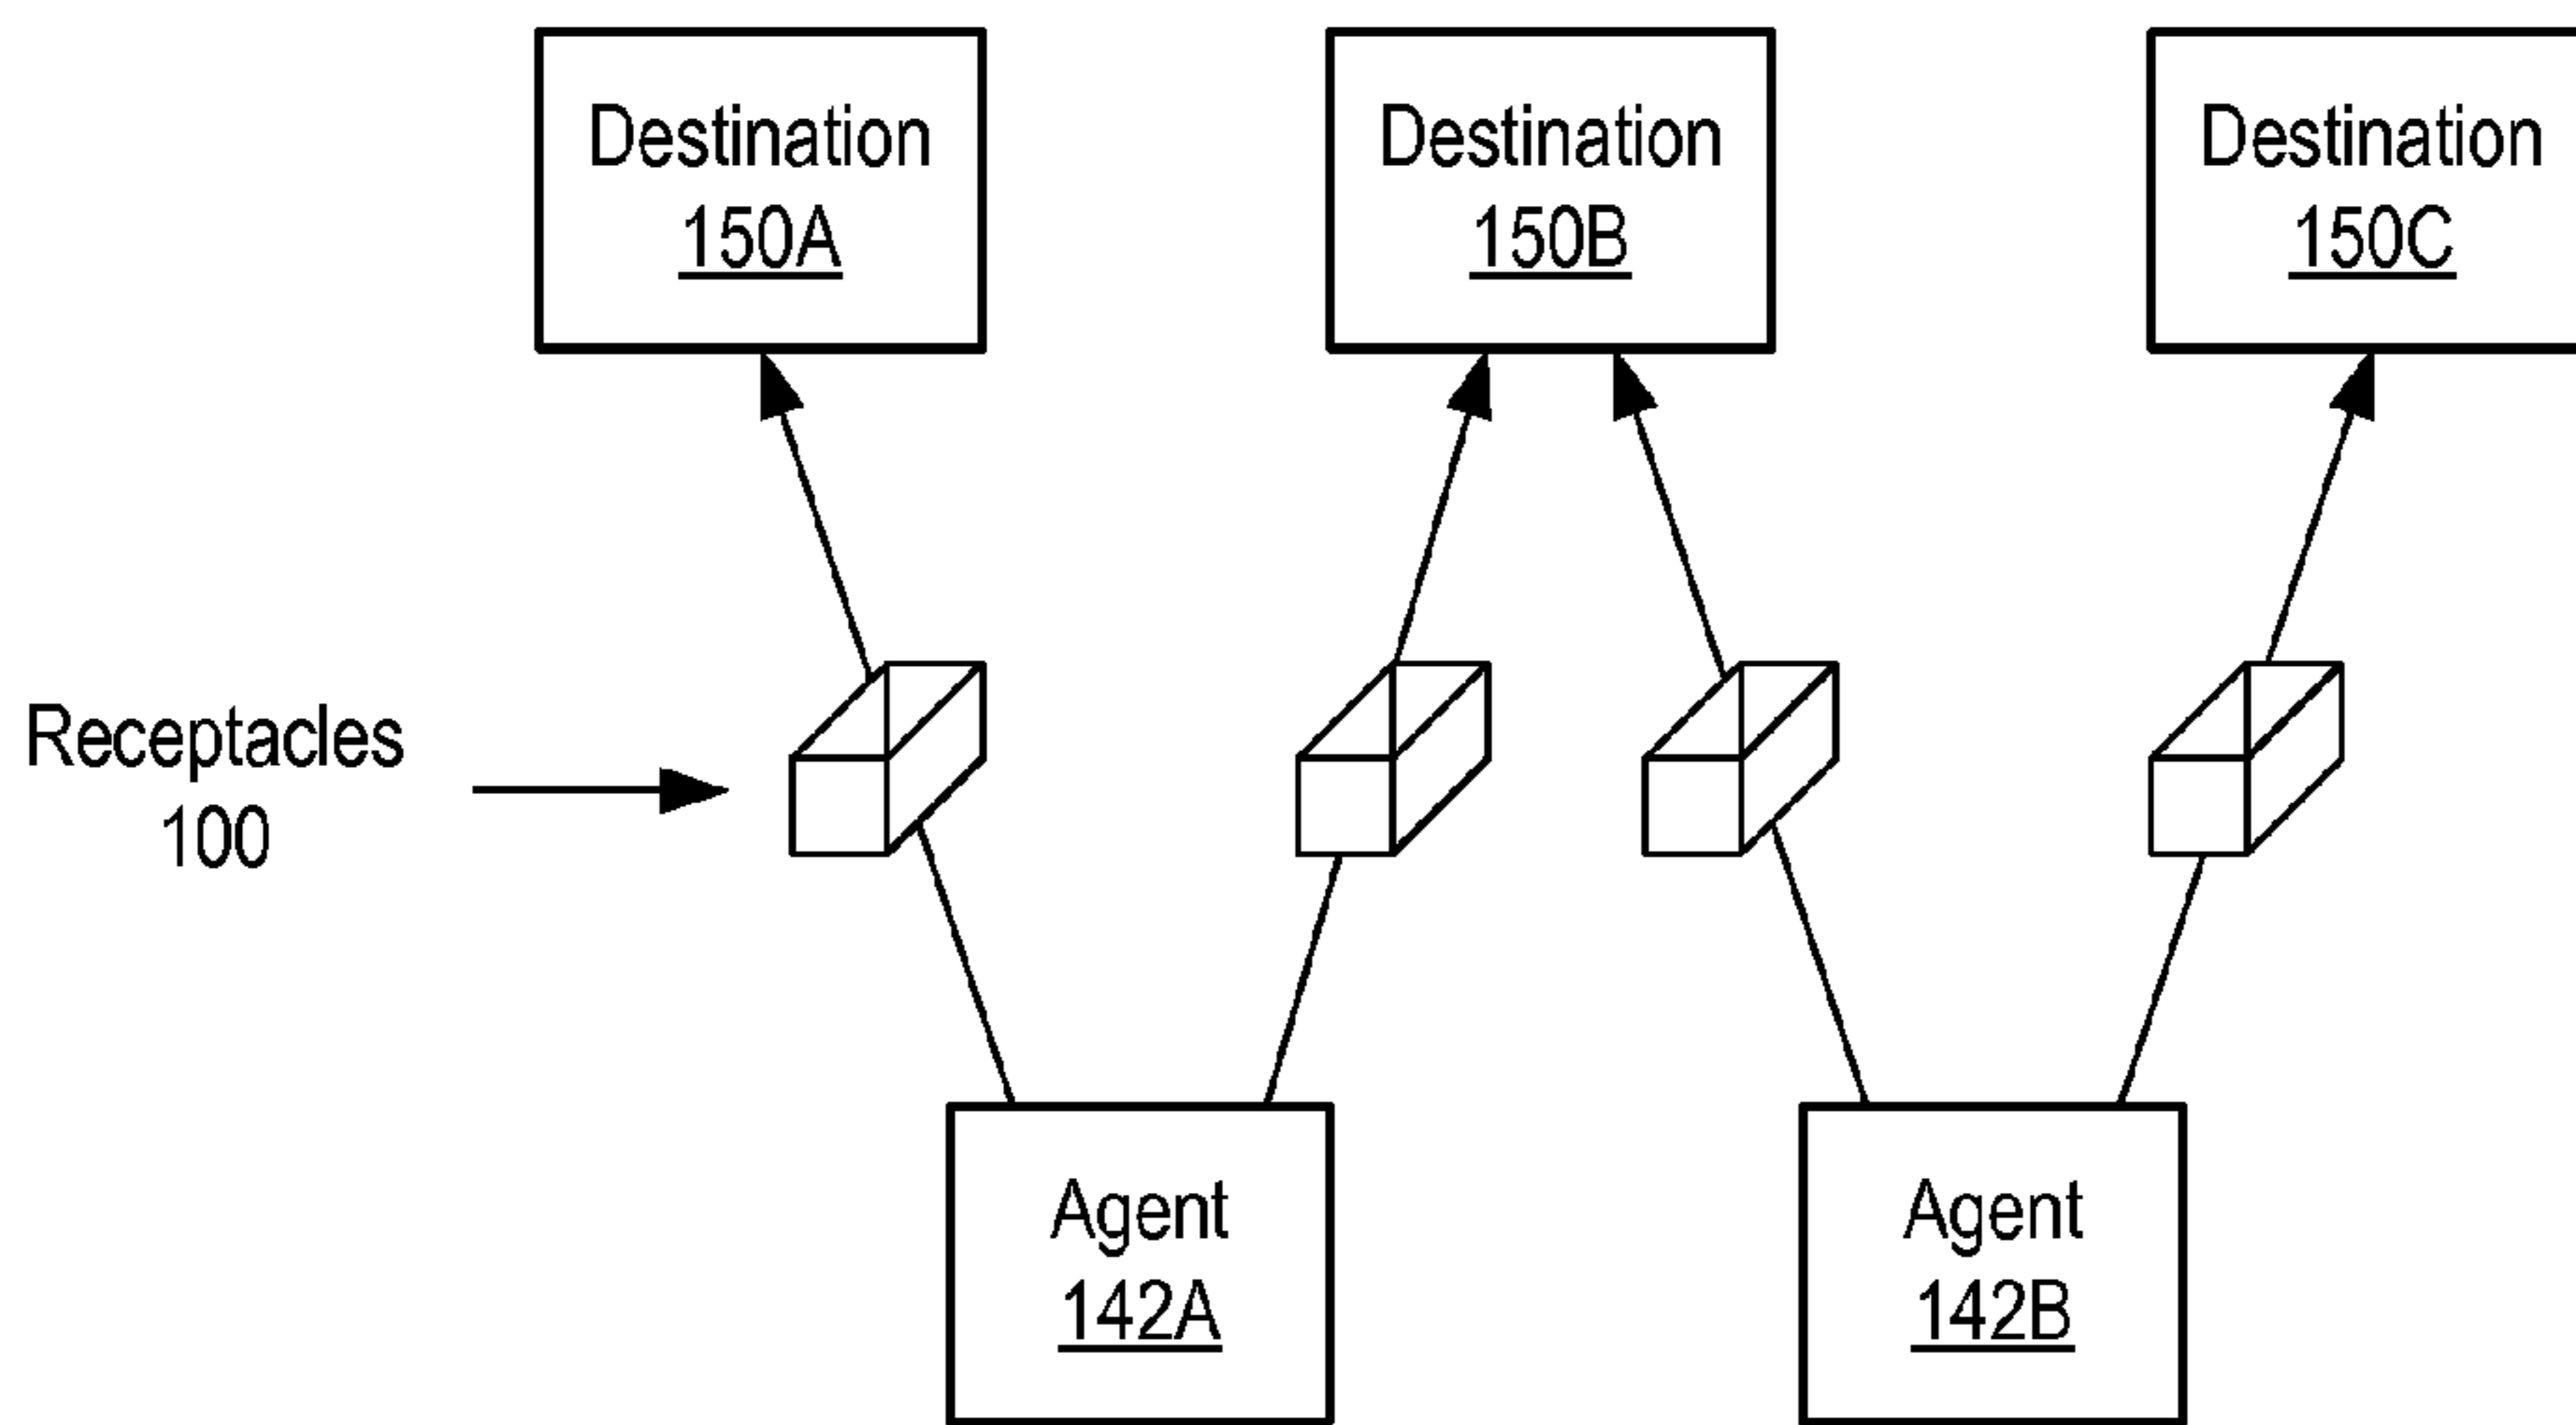 Destination
150A
Destination
150B
Destination
150C
Receptacles
100
Agent
142A
Agent
142B